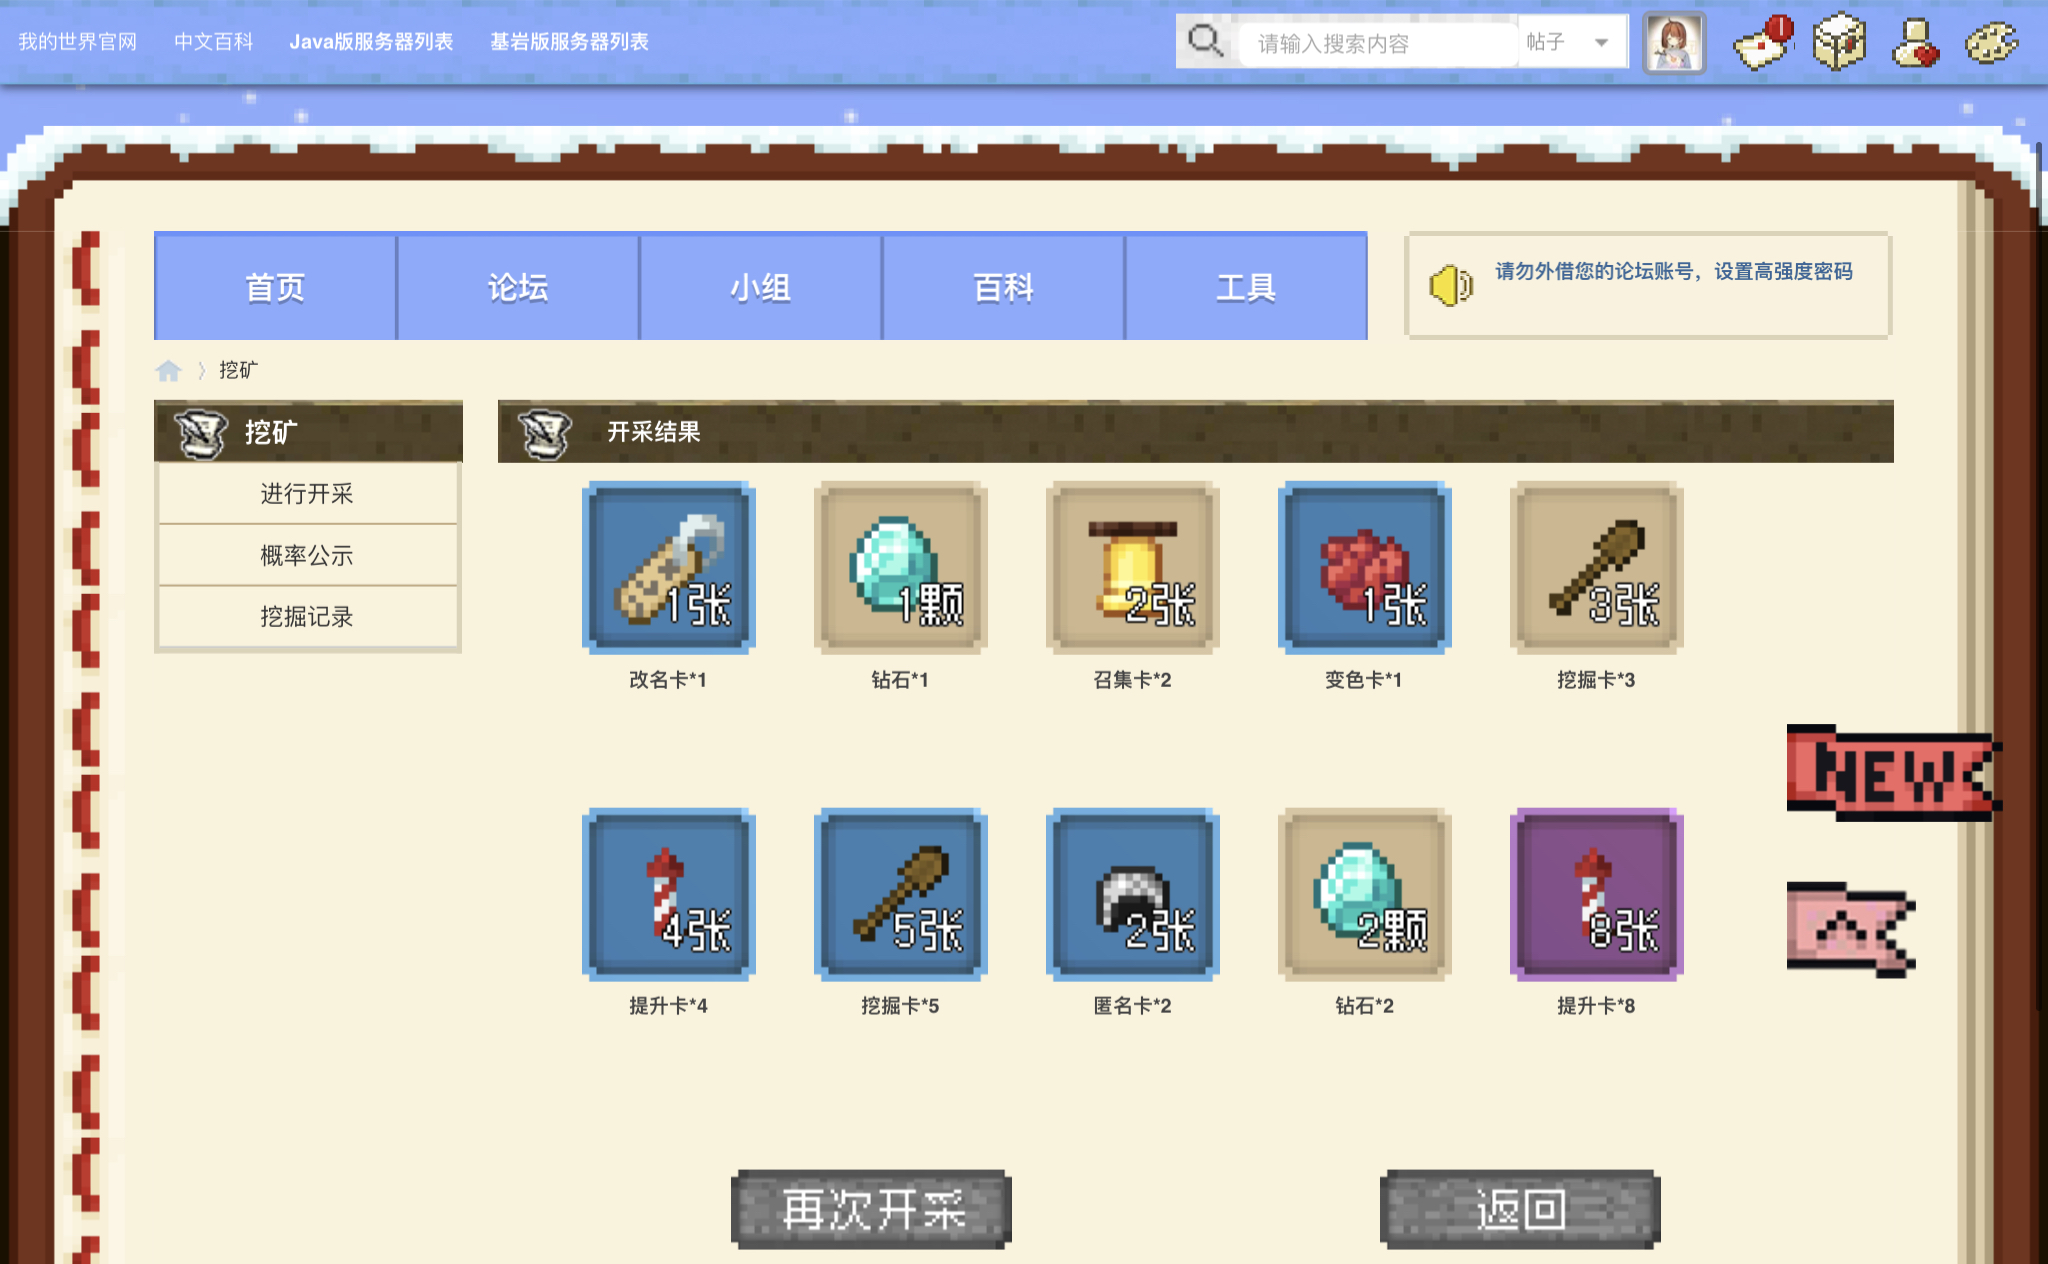 我的世界官网 中文百科 Java版服务器列表 基岩版服务器列表 请输入搜索内容 帖子
首页 论坛 小组 百科 工具
请勿外借您的论坛账号，设置高强度密码
挖矿
挖矿
进行开采
概率公示
挖掘记录
开采结果
1张 1颗 2张 1张 3张
改名卡*1 钻石*1 召集卡*2 变色卡*1 挖掘卡*3
NEW
4张 5张 2张 2颗 8张
提升卡*4 挖掘卡*5 匿名卡*2 钻石*2 提升卡*8
再次开采 返回